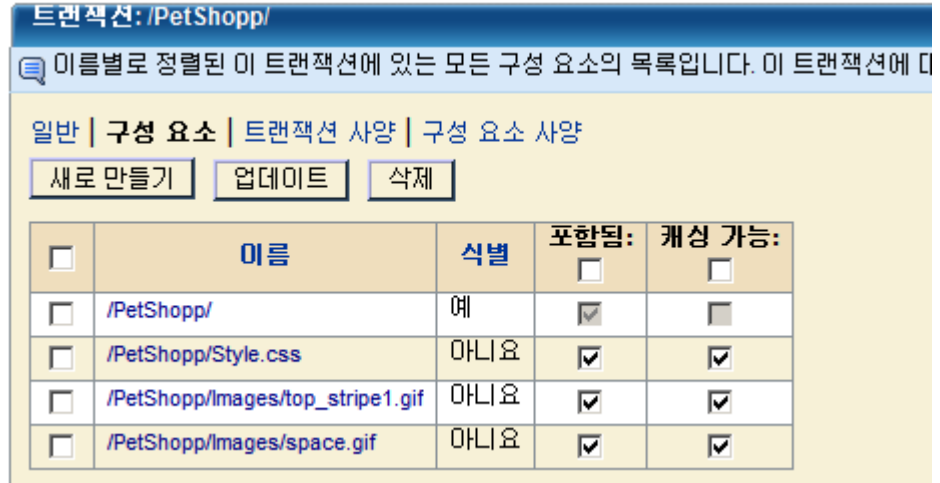 트랜잭션: /PetShopp/
이름별로 정렬된 이 트랜잭션에 있는 모든 구성 요소의 목록입니다. 이 트랜잭션에
일반 | 구성 요소 | 트랜잭션 사양 | 구성 요소 사양
새로 만들기 업데이트 삭제
이름 식별 포함됨: 캐싱 가능:
/PetShopp/ 예
/PetShopp/Style.css 아니요
/PetShopp/Images/top_stripe1.gif 아니요
/PetShopp/Images/space.gif 아니요